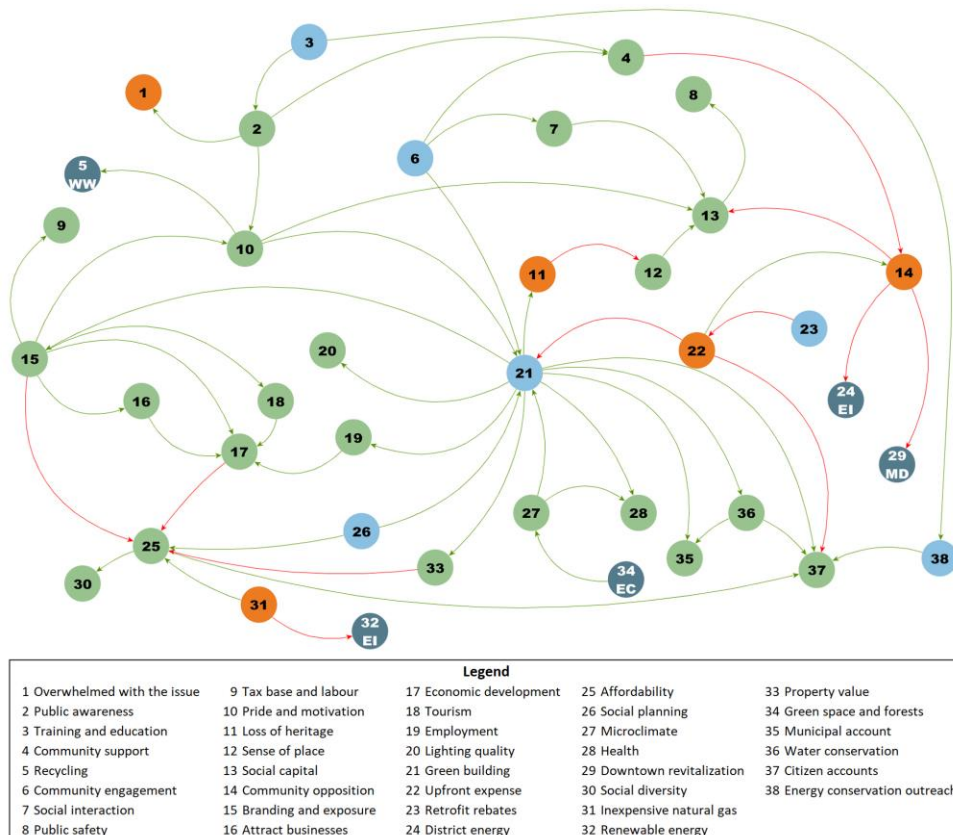 3
4
1
8
2
7
6
5
WW
13
9
10
11
12
14
23
22
20
21
15
24
EI
16
18
19
17
29
MD
27
28
36
26
25
35
38
33
37
30
34
EC
31
32
EI
Legend
1 Overwhelmed with the issue
2 Public awareness
3 Training and education
4 Community support
5 Recycling
6 Community engagement
7 Social interaction
8 Public safety
9 Tax base and labour
10 Pride and motivation
11 Loss of heritage
12 Sense of place
13 Social capital
14 Community opposition
15 Branding and exposure
16 Attract businesses
17 Economic development
18 Tourism
19 Employment
20 Lighting quality
21 Green building
22 Upfront expense
23 Retrofit rebates
24 District energy
25 Affordability
26 Social planning
27 Microclimate
28 Health
29 Downtown revitalization
30 Social diversity
31 Inexpensive natural gas
32 Renewable energy
33 Property value
34 Green space and forests
35 Municipal account
36 Water conservation
37 Citizen accounts
38 Energy conservation outreach